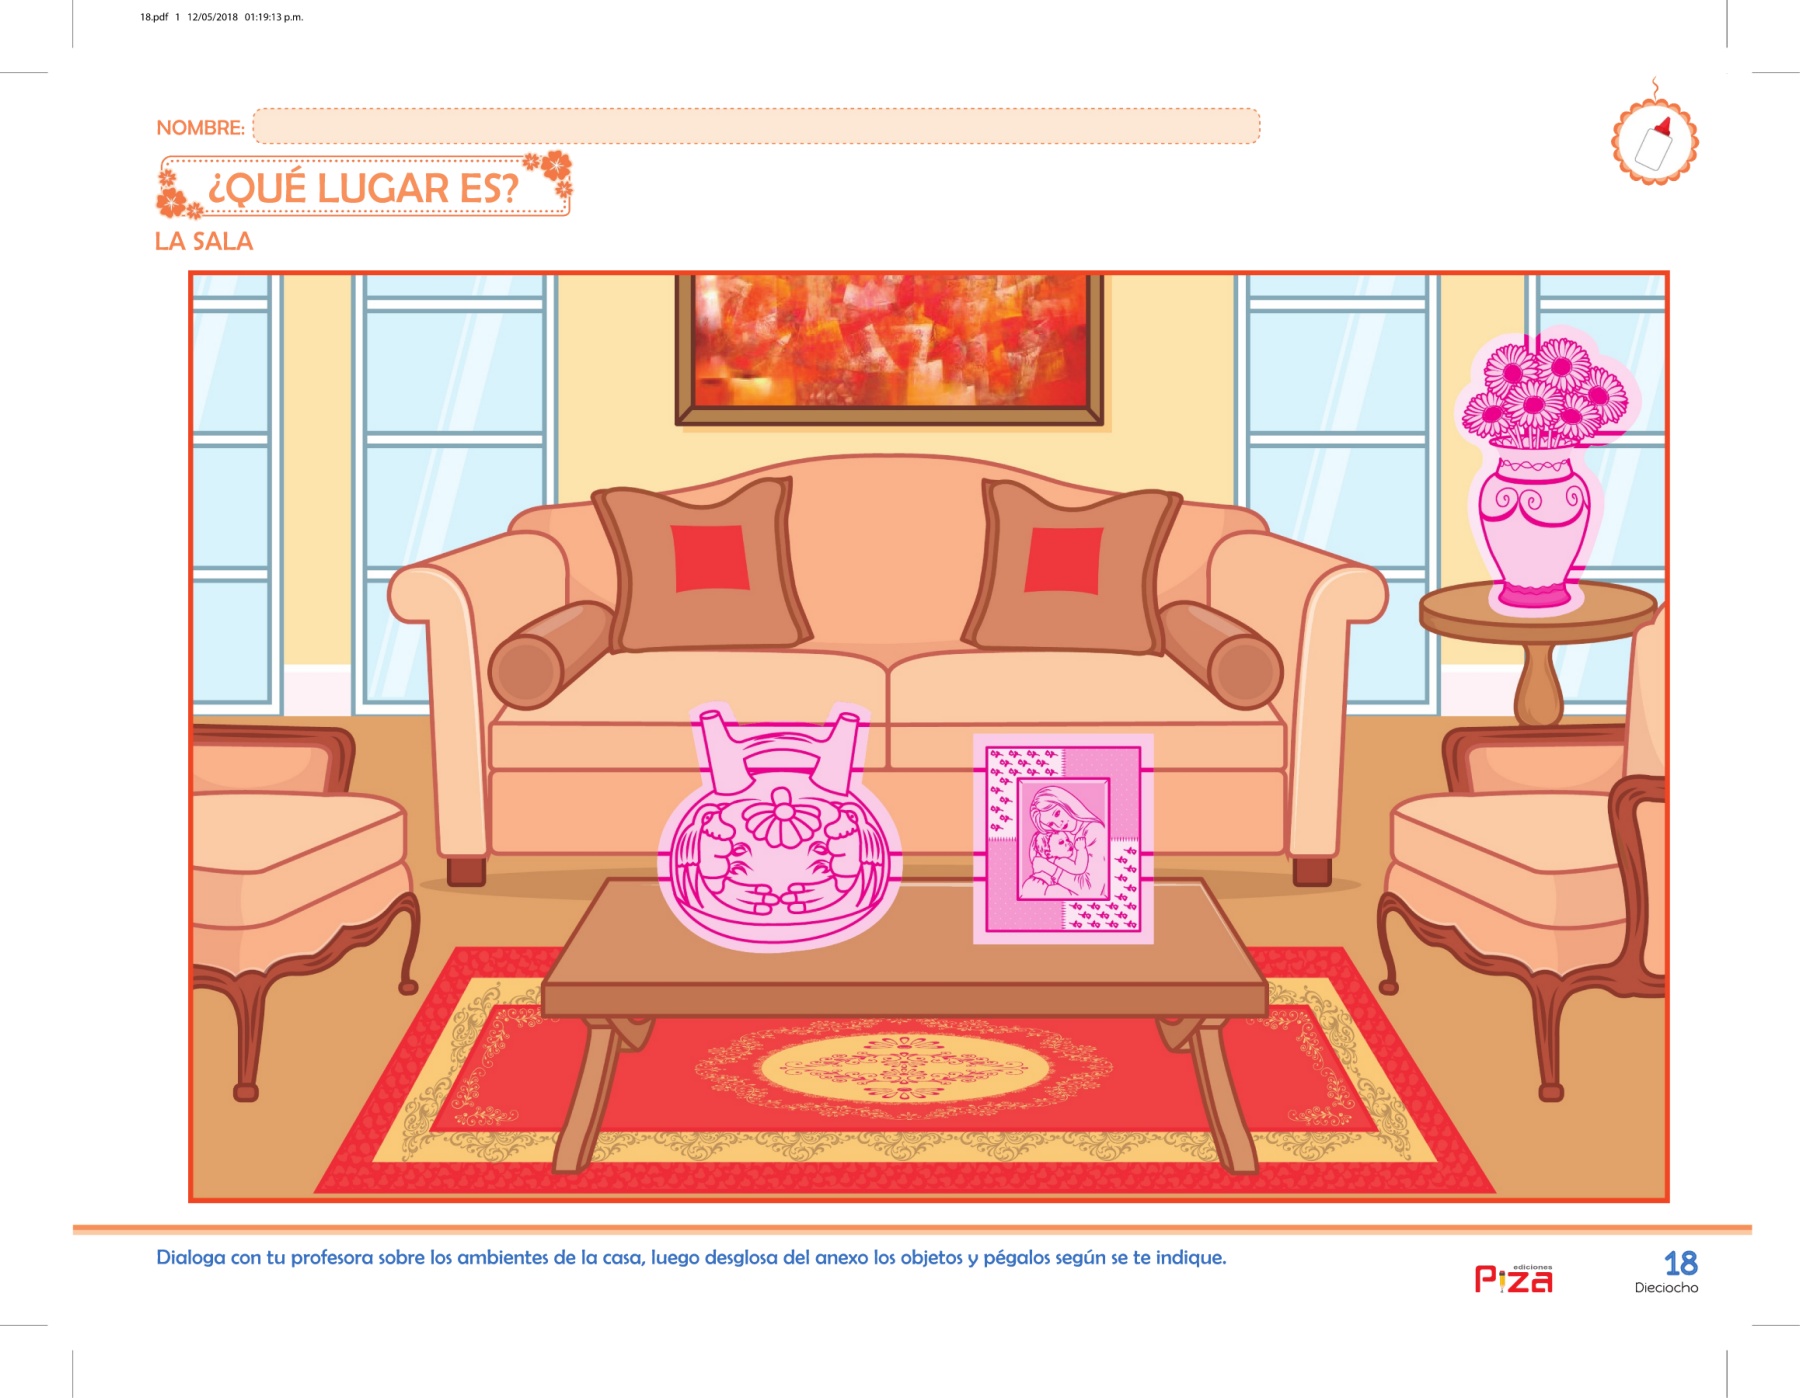 18.pdf 1 12/05/2018 01:19:13 p.m.
NOMBRE:
¿QUÉ LUGAR ES?
LA SALA
Dialoga con tu profesora sobre los ambientes de la casa, luego desglosa del anexo los objetos y pégalos según se te indique.
ediciones
Piza
18
Dieciocho